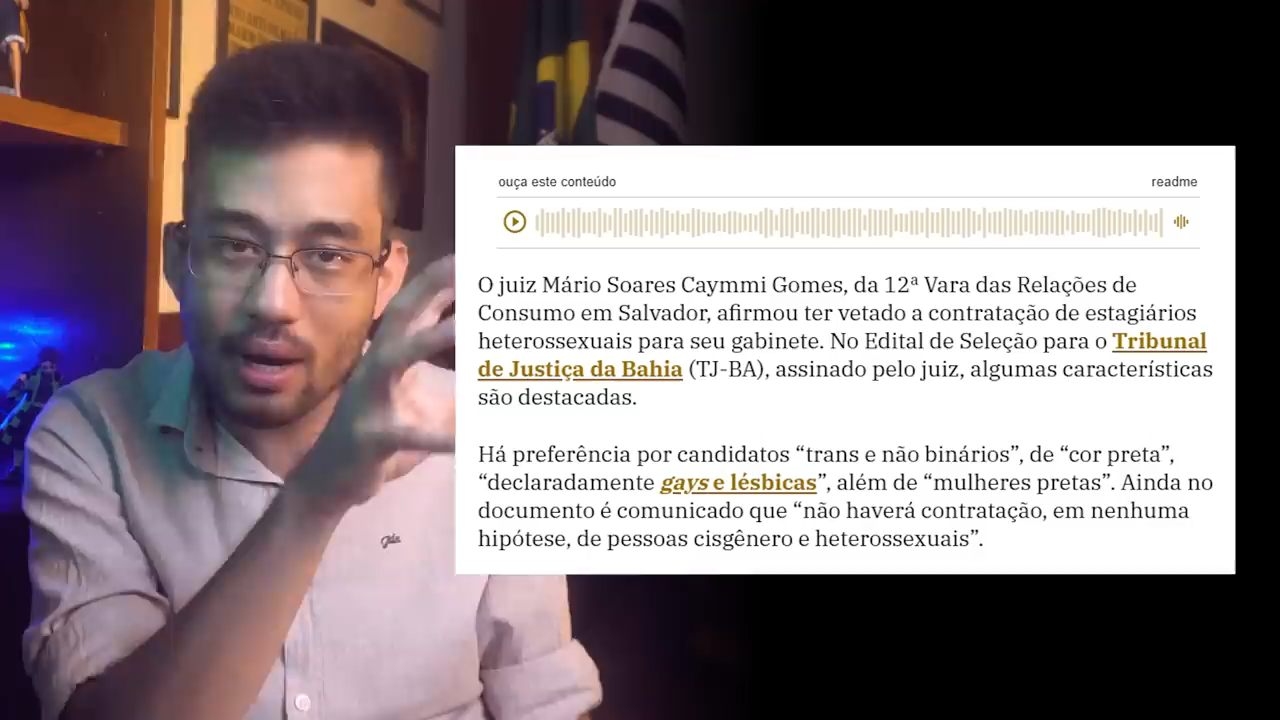 ouça este conteúdo
readme
O juiz Mário Soares Caymmi Gomes, da 12ª Vara das Relações de
Consumo em Salvador, afirmou ter vetado a contratação de estagiários
heterossexuais para seu gabinete. No Edital de Seleção para o Tribunal
de Justiça da Bahia (TJ-BA), assinado pelo juiz, algumas características
são destacadas.
Há preferência por candidatos “trans e não binários”, de “cor preta”,
“declaradamente gays e lésbicas”, além de “mulheres pretas”. Ainda no
documento é comunicado que “não haverá contratação, em nenhuma
hipótese, de pessoas cisgênero e heterossexuais”.